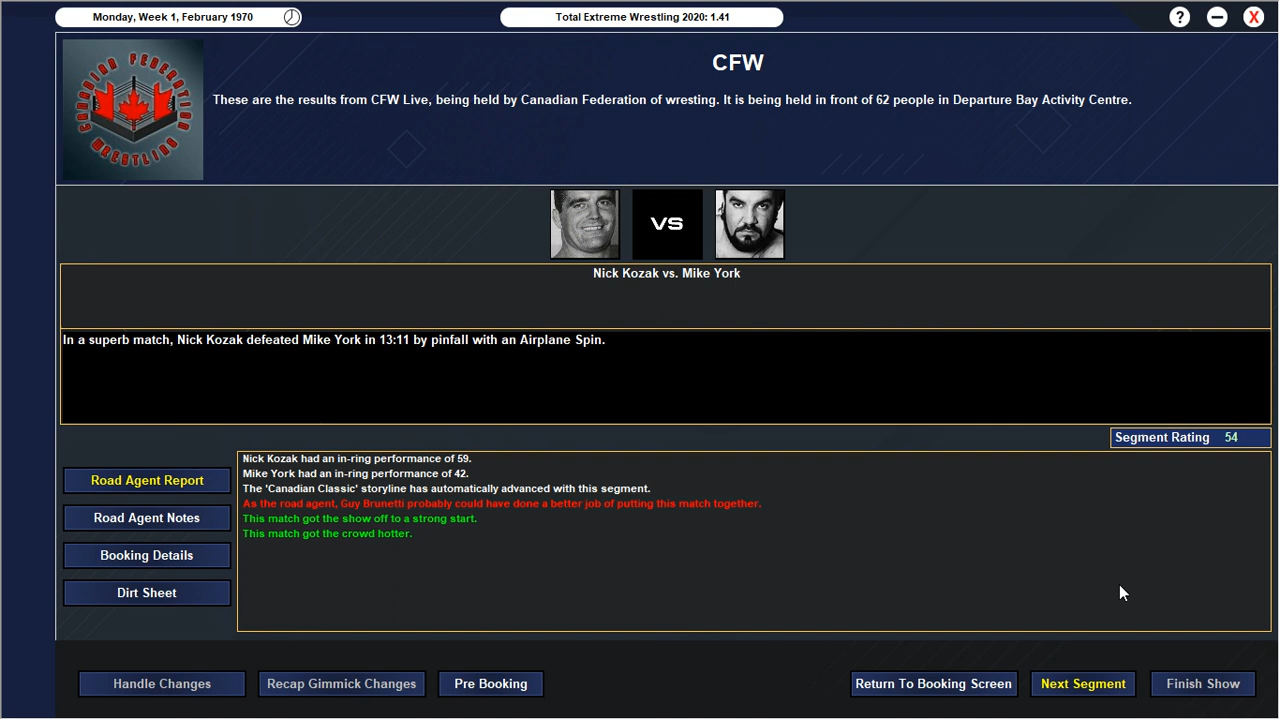 Monday, Week 1, February 1970
Total Extreme Wrestling 2020: 1.41
?
X
CANADIAN FEDERATION WRESTLING
CFW
These are the results from CFW Live, being held by Canadian Federation of wresting. It is being held in front of 62 people in Departure Bay Activity Centre.
VS
Nick Kozak vs. Mike York
In a superb match, Nick Kozak defeated Mike York in 13:11 by pinfall with an Airplane Spin.
Segment Rating 54
Road Agent Report
Road Agent Notes
Booking Details
Dirt Sheet
Nick Kozak had an in-ring performance of 59.
Mike York had an in-ring performance of 42.
The 'Canadian Classic' storyline has automatically advanced with this segment.
As the road agent, Guy Brunetti probably could have done a better job of putting this match together.
This match got the show off to a strong start.
This match got the crowd hotter.
Handle Changes
Recap Gimmick Changes
Pre Booking
Return To Booking Screen
Next Segment
Finish Show